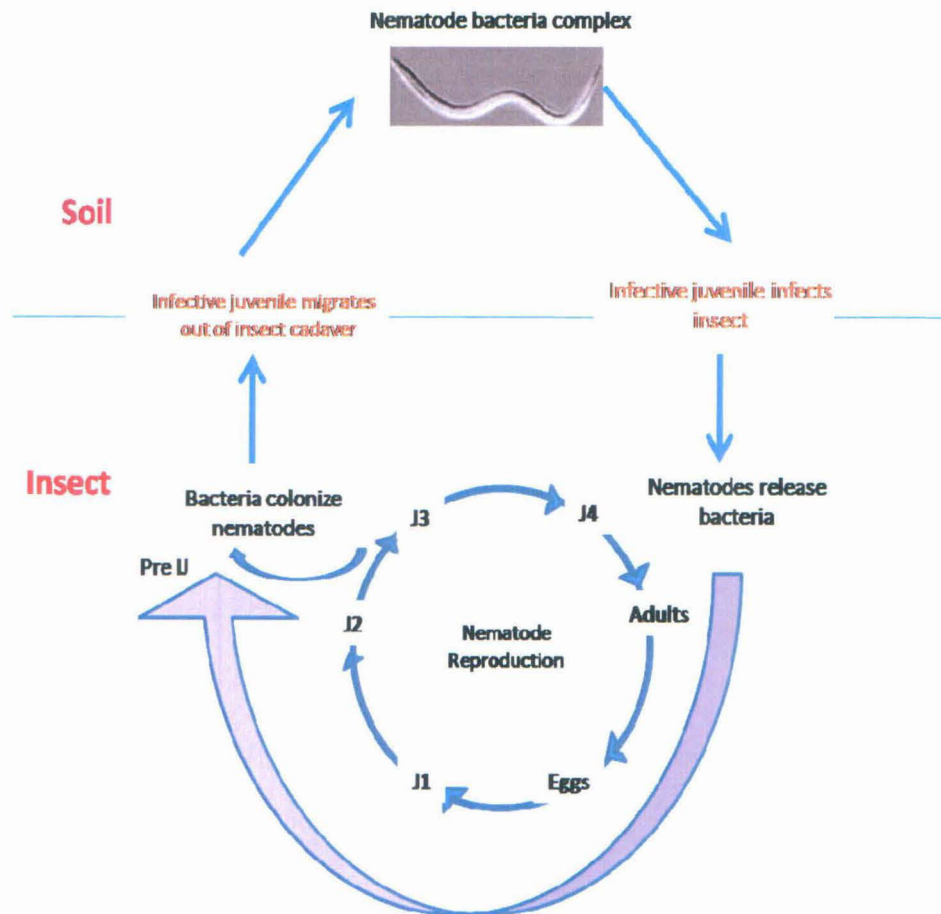 Nematode bacteria complex
Soil
Infective juvenile migrates
out of insect cadaver
Infective juvenile infects
insect
Insect
Bacteria colonize
nematodes
Nematodes release
bacteria
J3
J4
Pre IJ
J2
Adults
Nematode
Reproduction
J1
Eggs